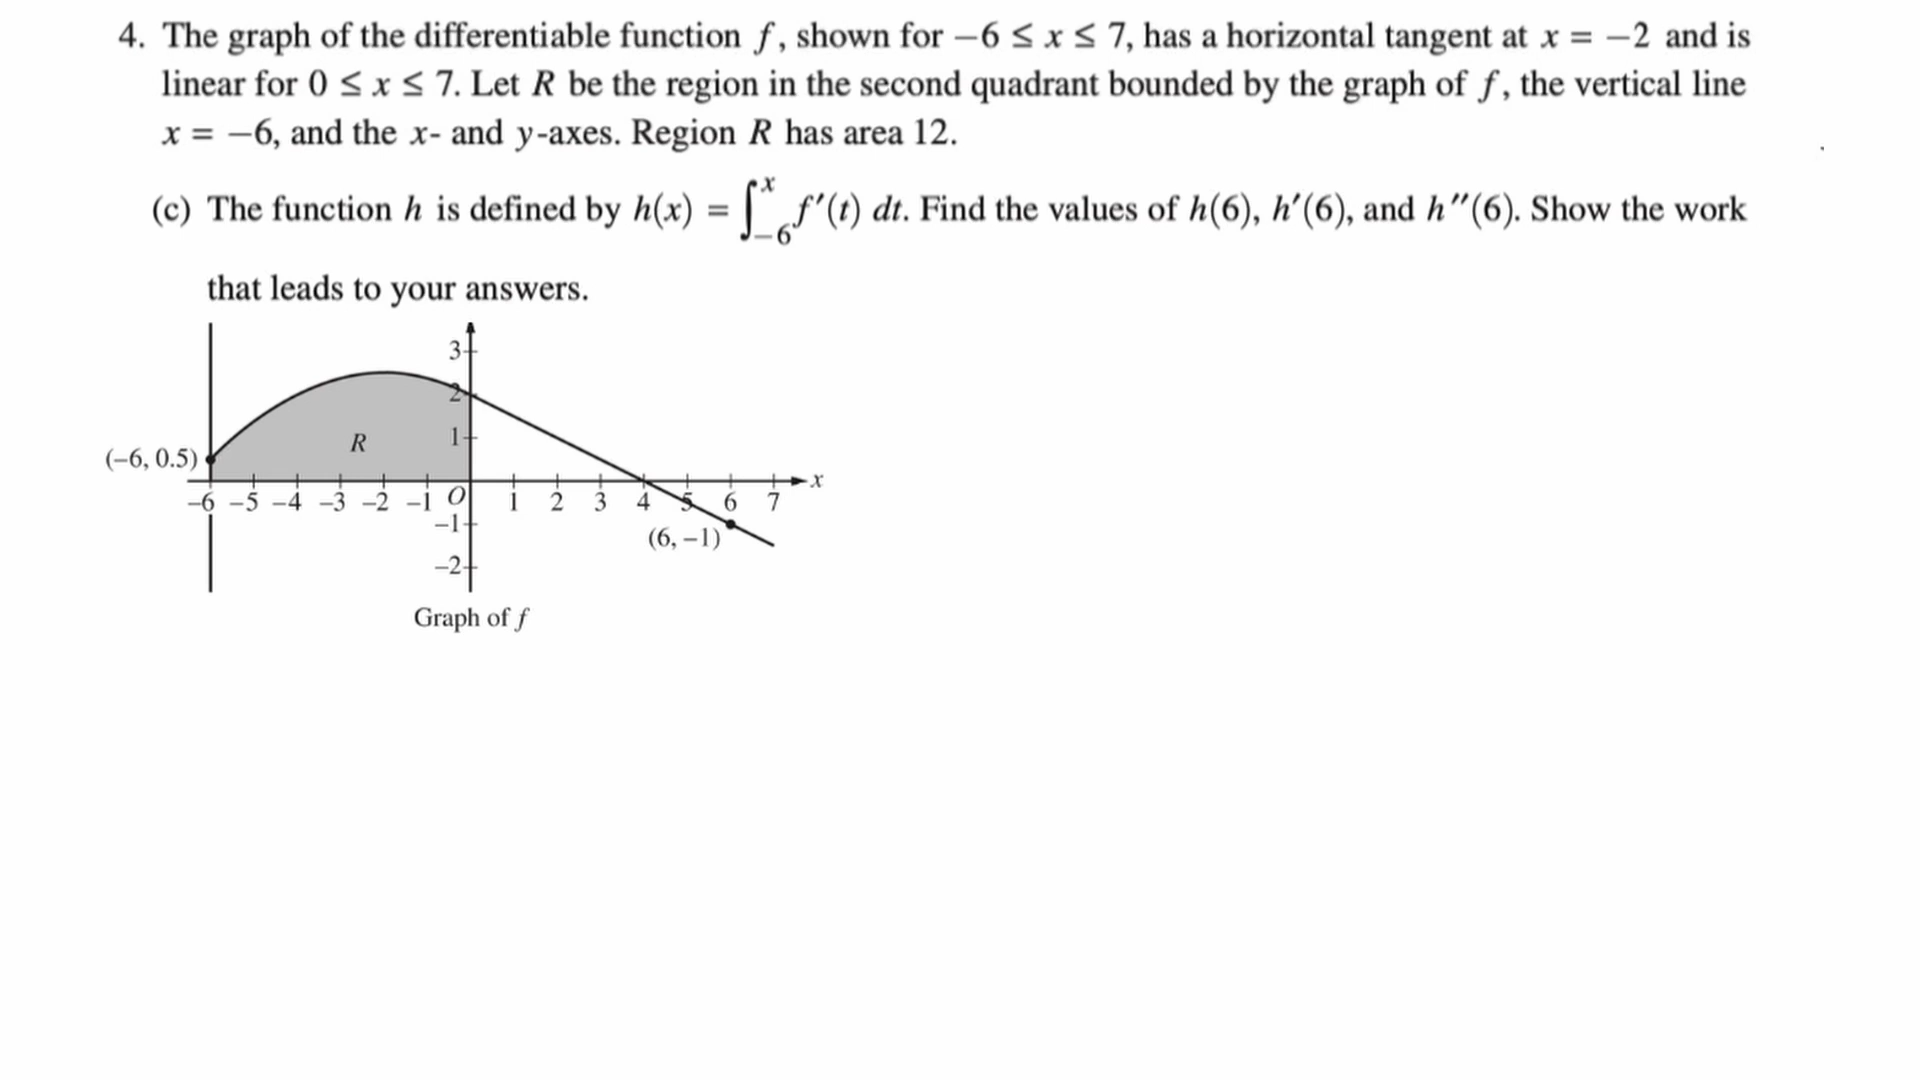 4. The graph of the differentiable function f, shown for −6 ≤ x ≤ 7, has a horizontal tangent at x = −2 and is
linear for 0 ≤ x ≤ 7. Let R be the region in the second quadrant bounded by the graph of f, the vertical line
x = −6, and the x- and y-axes. Region R has area 12.
(c) The function h is defined by h(x) = ∫_{−6}^{x} f′(t) dt. Find the values of h(6), h′(6), and h″(6). Show the work
that leads to your answers.
3
2
1
R
(−6, 0.5)
x
−6 −5 −4 −3 −2 −1 O 1 2 3 4 5 6 7
−1
(6, −1)
−2
Graph of f